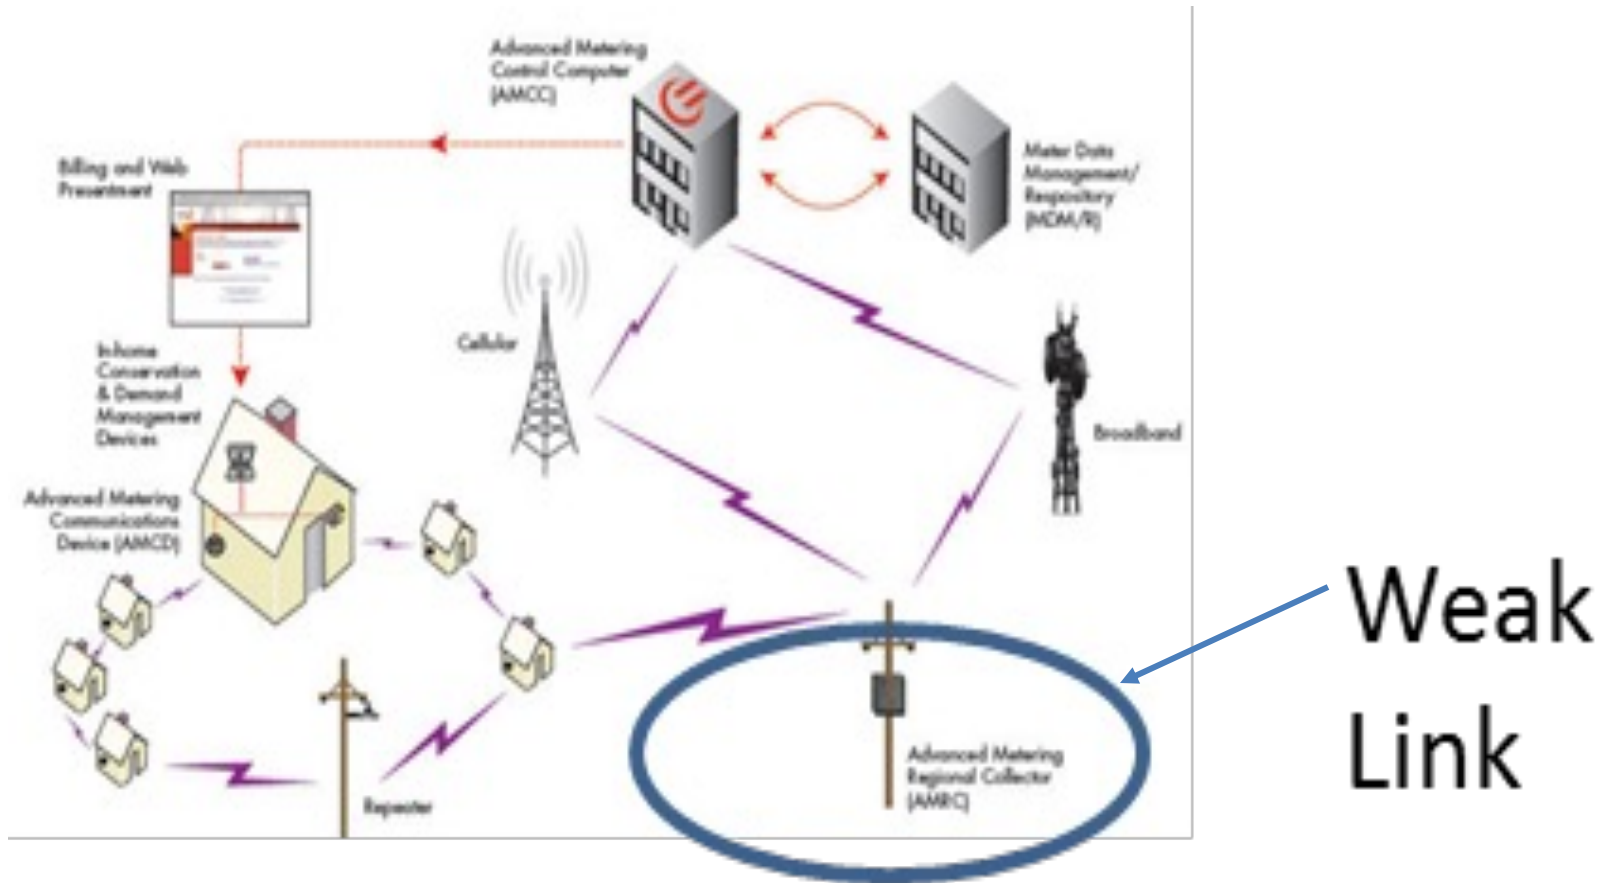 Advanced Metering
Control Computer
(AMCC)
Meter Data
Management/
Respository
(MDM/R)
Billing and Web
Presentment
Cellular
In-home
Conservation
& Demand
Management
Devices
Broadband
Advanced Metering
Communications
Device (AMCD)
Weak
Link
Advanced Metering
Regional Collector
(AMRC)
Repeater